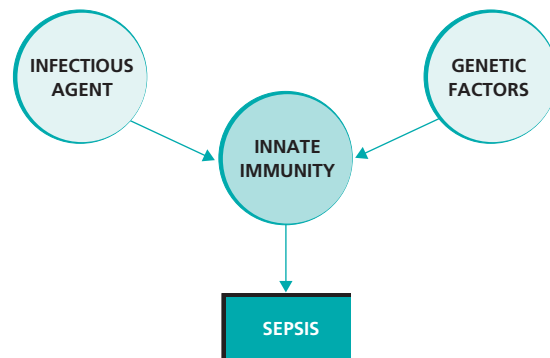 INFECTIOUS
AGENT
GENETIC
FACTORS
INNATE
IMMUNITY
SEPSIS